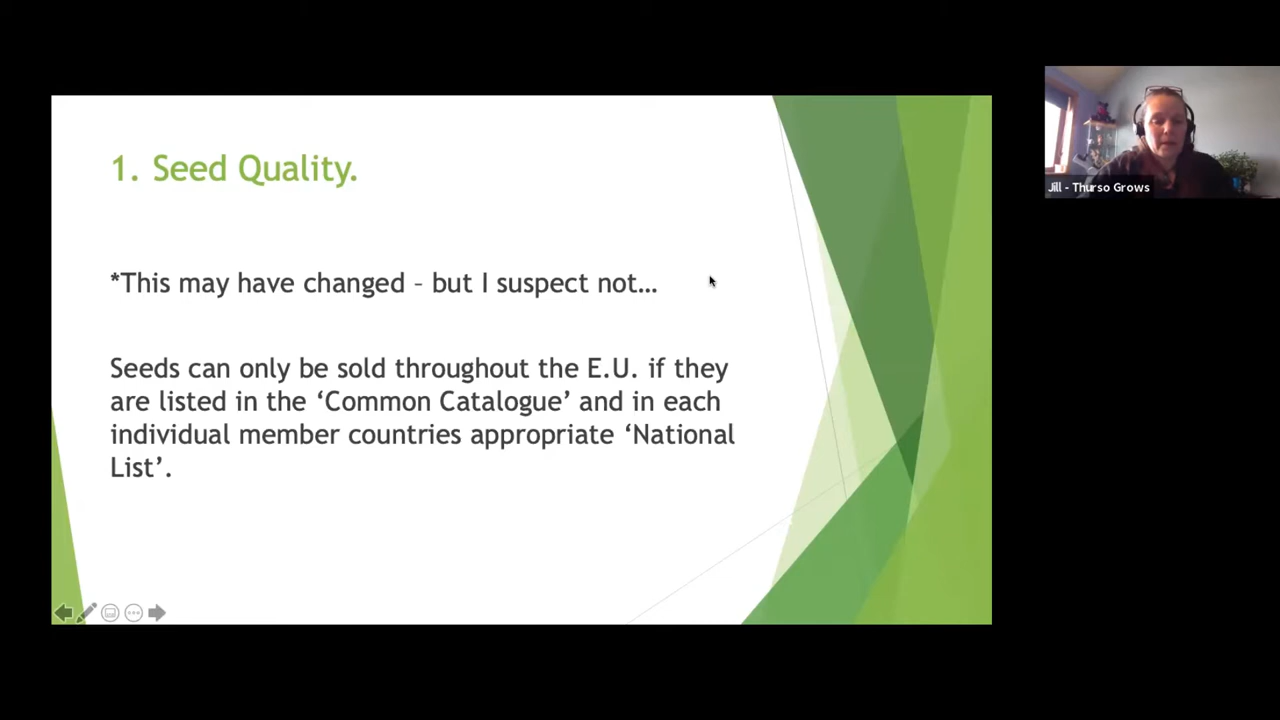 1. Seed Quality.
*This may have changed – but I suspect not…
Seeds can only be sold throughout the E.U. if they
are listed in the ‘Common Catalogue’ and in each
individual member countries appropriate ‘National
List’.
Jill - Thurso Grows